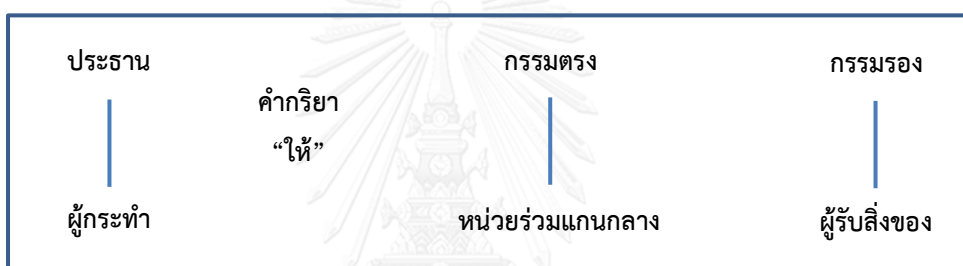 ประธาน กรรมตรง กรรมรอง
คำกริยา
“ให้”
ผู้กระทำ หน่วยร่วมแกนกลาง ผู้รับสิ่งของ